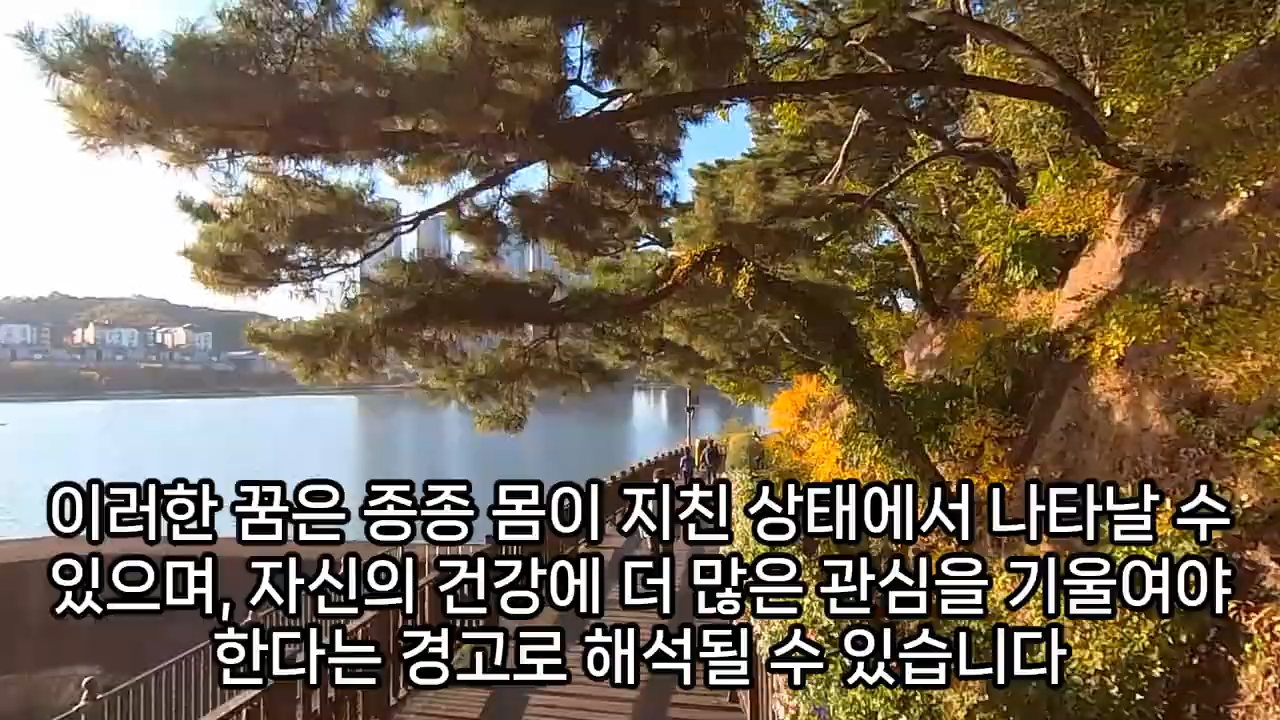 이러한 꿈은 종종 몸이 지친 상태에서 나타날 수
있으며, 자신의 건강에 더 많은 관심을 기울여야
한다는 경고로 해석될 수 있습니다